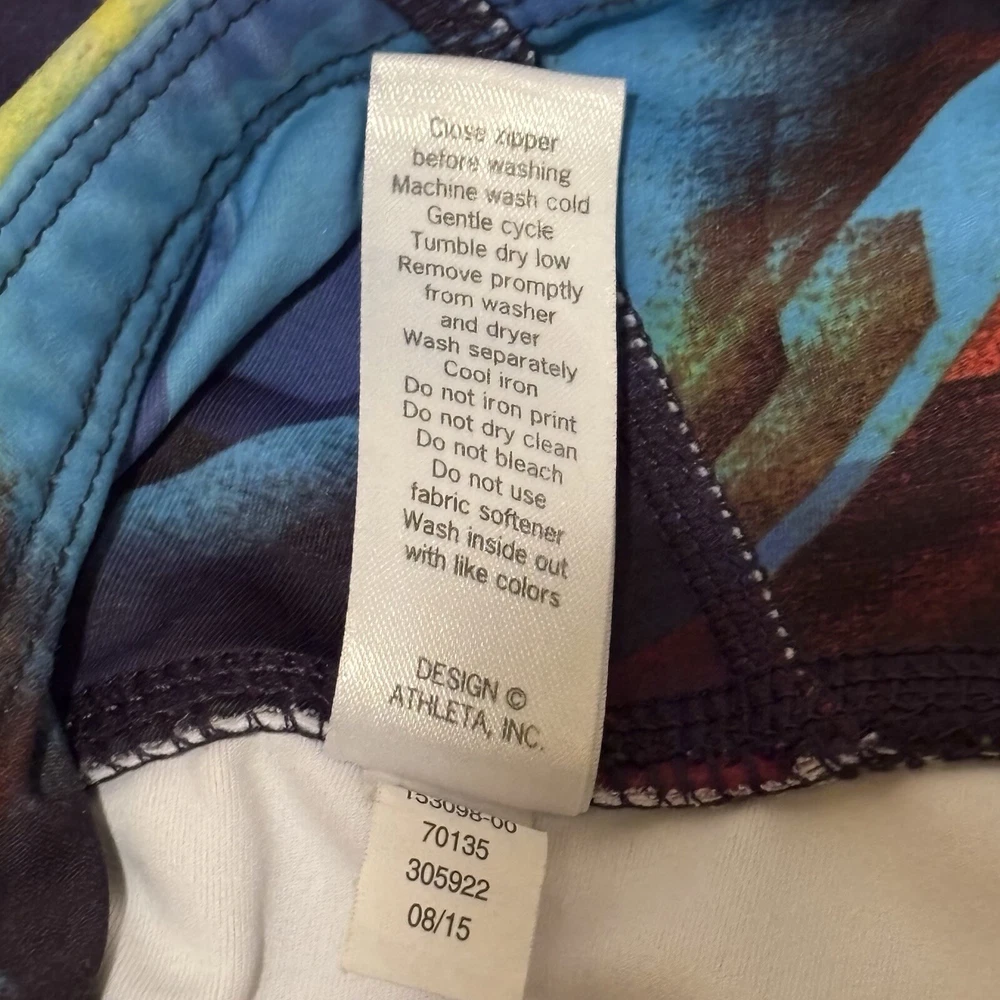 Close zipper
before washing
Machine wash cold
Gentle cycle
Tumble dry low
Remove promptly
from washer
and dryer
Wash separately
Cool iron
Do not iron print
Do not dry clean
Do not bleach
Do not use
fabric softener
Wash inside out
with like colors
DESIGN ©
ATHLETA, INC.
153098-00
70135
305922
08/15